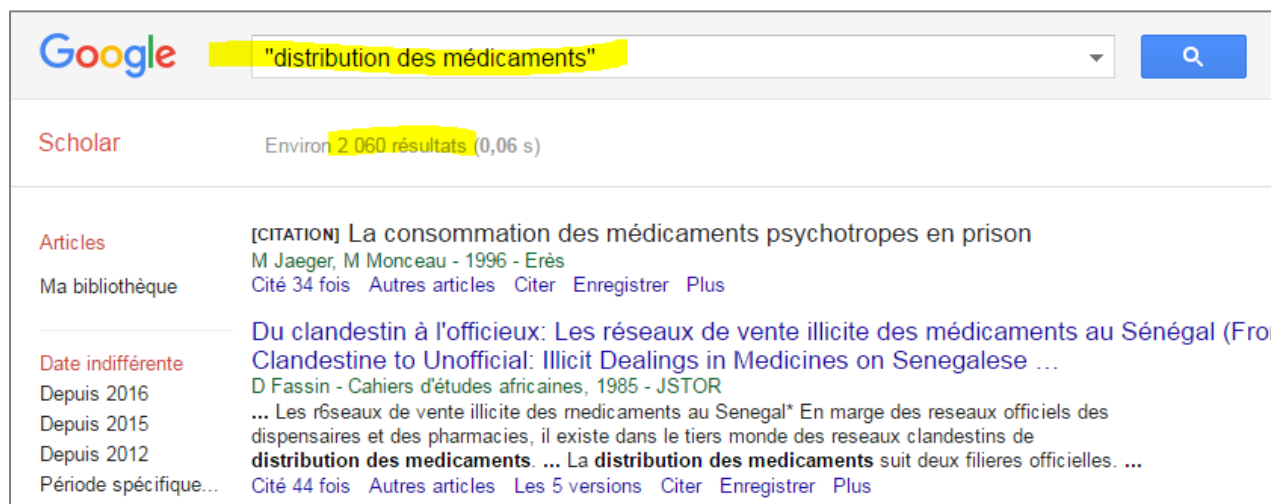 Google
"distribution des médicaments"
Scholar
Environ 2 060 résultats (0,06 s)
Articles
Ma bibliothèque
Date indifférente
Depuis 2016
Depuis 2015
Depuis 2012
Période spécifique...
[CITATION] La consommation des médicaments psychotropes en prison
M Jaeger, M Monceau - 1996 - Erès
Cité 34 fois Autres articles Citer Enregistrer Plus
Du clandestin à l'officieux: Les réseaux de vente illicite des médicaments au Sénégal (Fro
Clandestine to Unofficial: Illicit Dealings in Medicines on Senegalese ...
D Fassin - Cahiers d'études africaines, 1985 - JSTOR
... Les r6seaux de vente illicite des rnedicaments au Senegal* En marge des reseaux officiels des
dispensaires et des pharmacies, il existe dans le tiers monde des reseaux clandestins de
distribution des medicaments. ... La distribution des medicaments suit deux filieres officielles. ...
Cité 44 fois Autres articles Les 5 versions Citer Enregistrer Plus